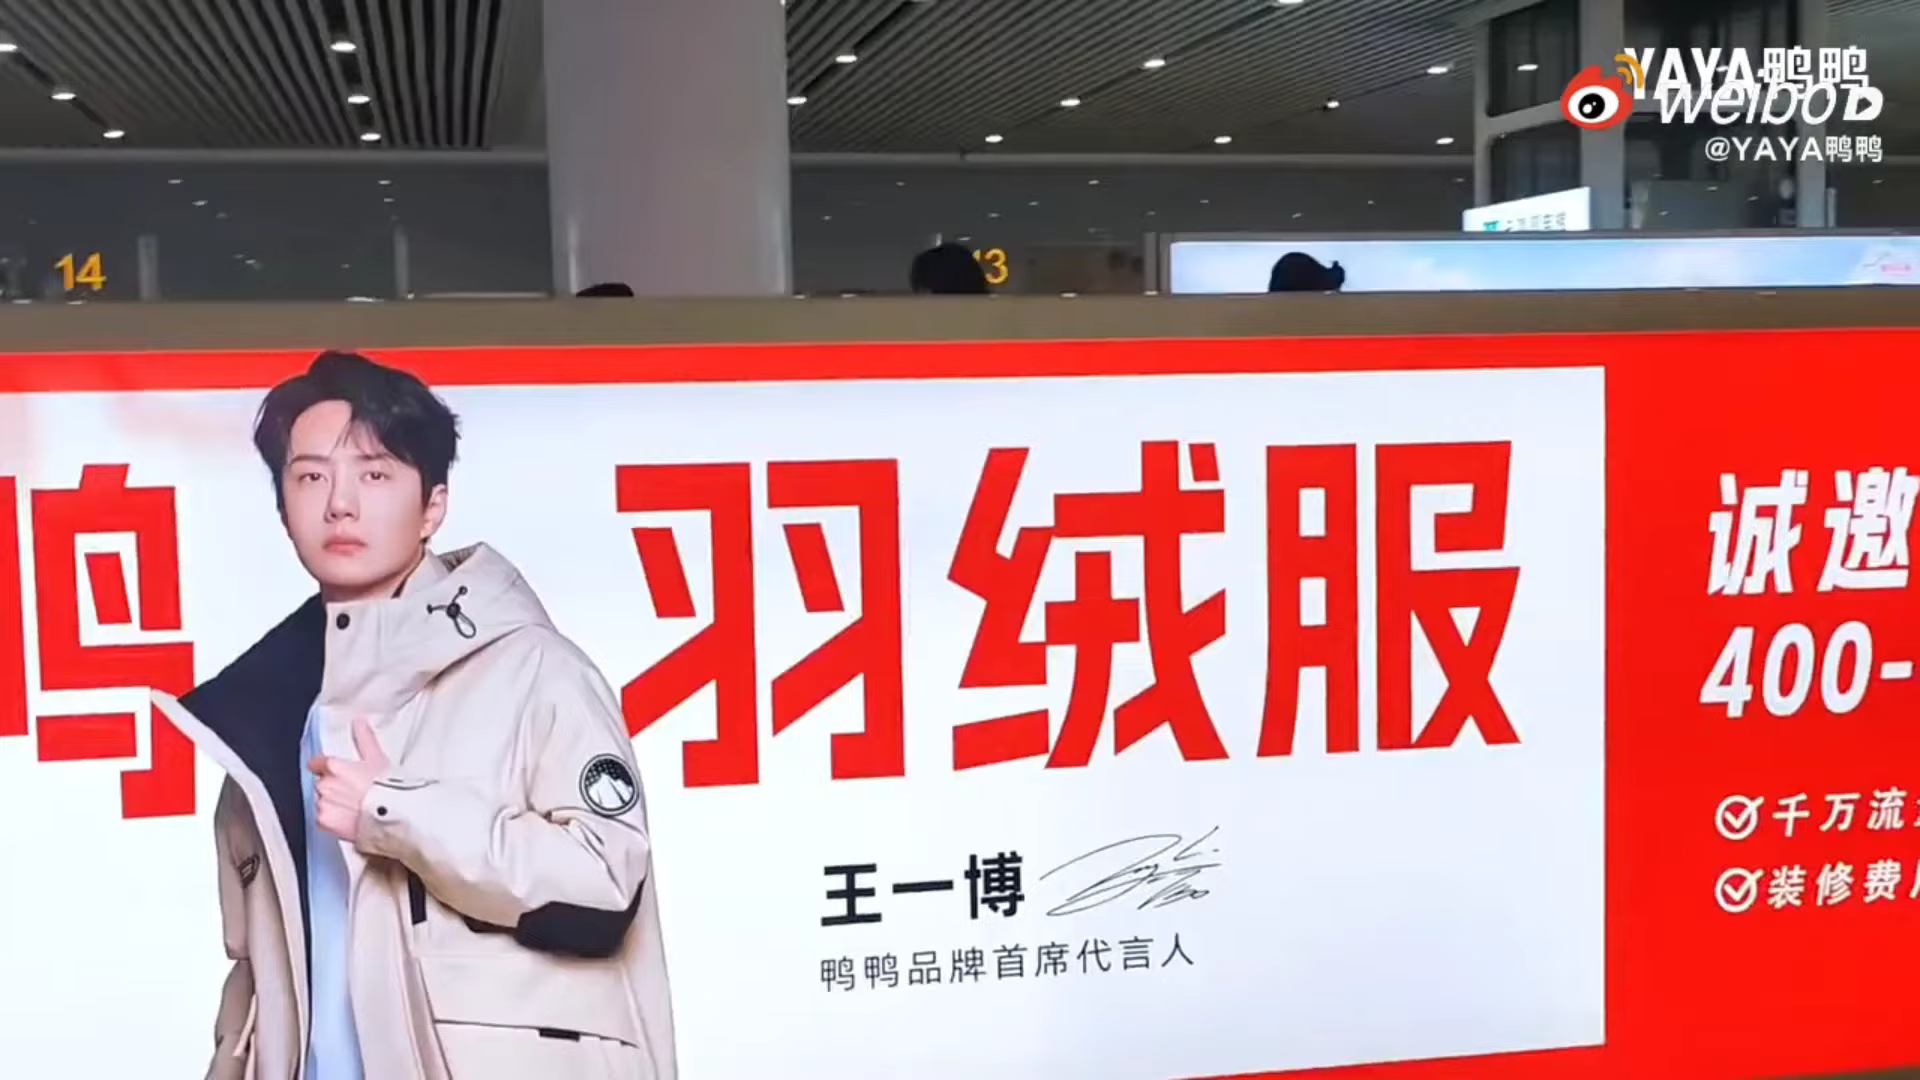 YAYA鸭鸭
weibo
@YAYA鸭鸭
14
13
鸭 羽绒服
王一博
鸭鸭品牌首席代言人
诚邀
400-
千万流
装修费